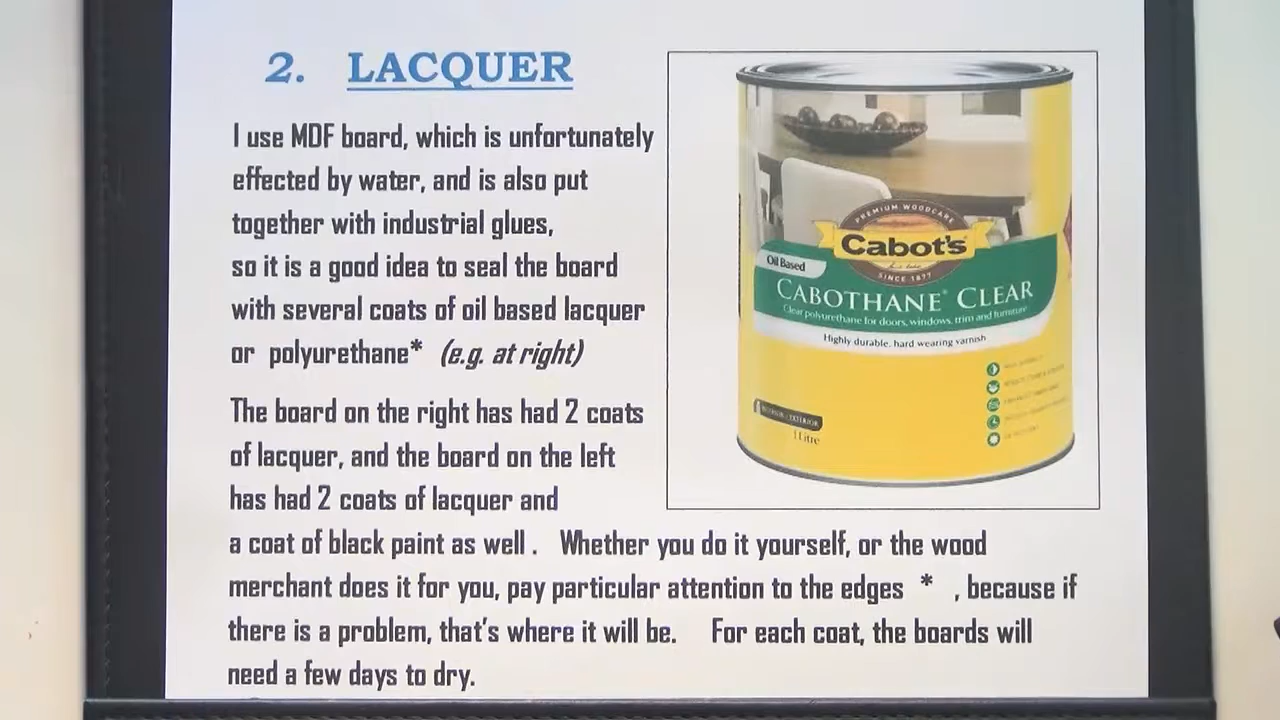 2. LACQUER
I use MDF board, which is unfortunately
effected by water, and is also put
together with industrial glues,
so it is a good idea to seal the board
with several coats of oil based lacquer
or polyurethane* (e.g. at right)
The board on the right has had 2 coats
of lacquer, and the board on the left
has had 2 coats of lacquer and
a coat of black paint as well . Whether you do it yourself, or the wood
merchant does it for you, pay particular attention to the edges * , because if
there is a problem, that's where it will be. For each coat, the boards will
need a few days to dry.
PREMIUM WOODCARE
Cabot's
SINCE 1877
Oil Based
CABOTHANE® CLEAR
Clear polyurethane for doors, windows, trim and furniture
Highly durable, hard wearing varnish
INTERIOR - EXTERIOR
1 Litre